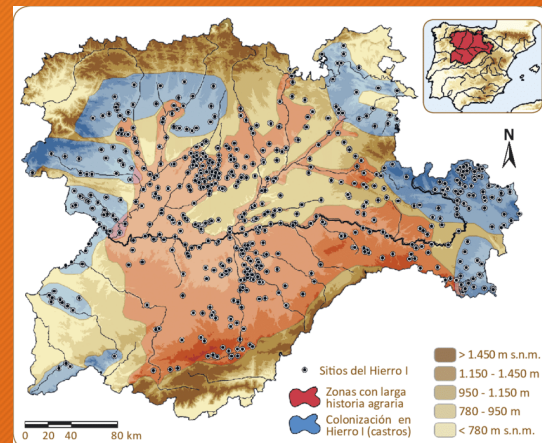 N
Sitios del Hierro I
Zonas con larga
historia agraria
Colonización en
Hierro I (castros)
> 1.450 m s.n.m.
1.150 - 1.450 m
950 - 1.150 m
780 - 950 m
< 780 m s.n.m.
0 20 40 80 km